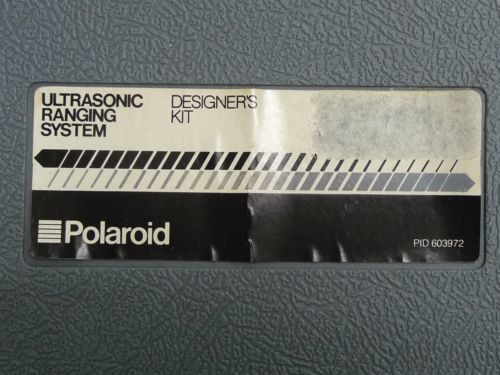 ULTRASONIC
RANGING
SYSTEM
DESIGNER'S
KIT
Polaroid
PID 603972